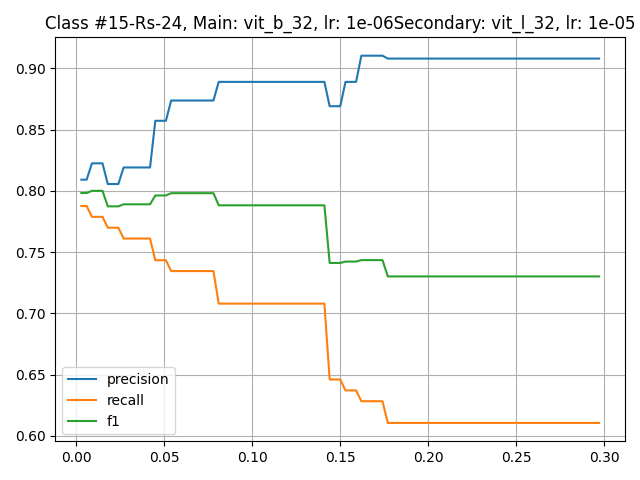 Class #15-Rs-24, Main: vit_b_32, lr: 1e-06Secondary: vit_l_32, lr: 1e-05
0.90
0.85
0.80
0.75
0.70
0.65
0.60
precision
recall
f1
0.00 0.05 0.10 0.15 0.20 0.25 0.30